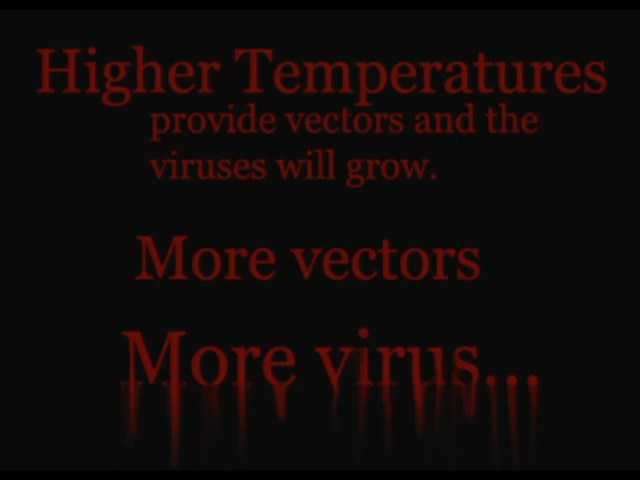 Higher Temperatures
provide vectors and the
viruses will grow.
More vectors
More virus...